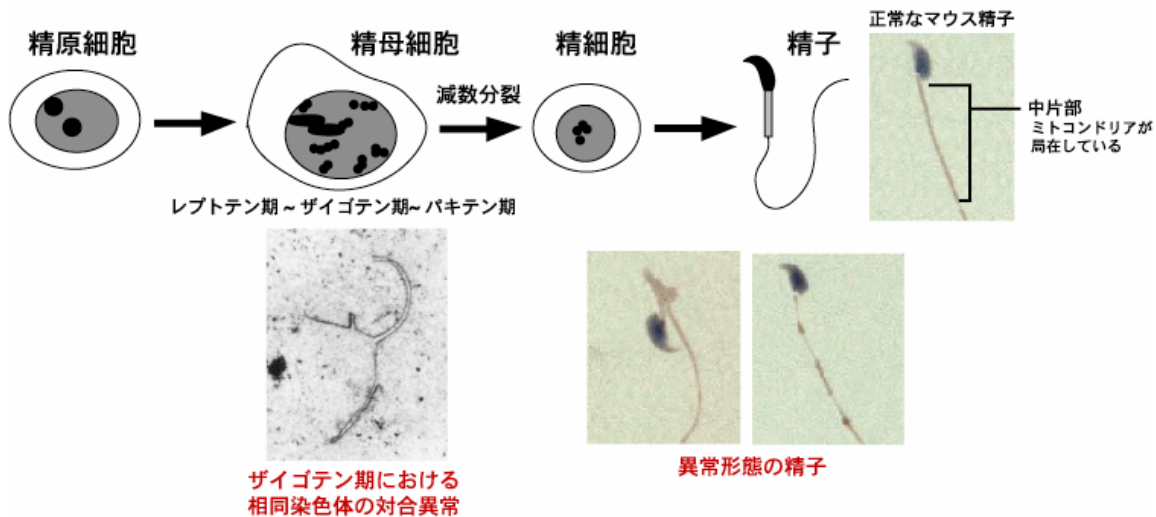 精原細胞
精母細胞
精細胞
精子
正常なマウス精子
減数分裂
中片部
ミトコンドリアが
局在している
レプトテン期～ザイゴテン期～パキテン期
ザイゴテン期における
相同染色体の対合異常
異常形態の精子